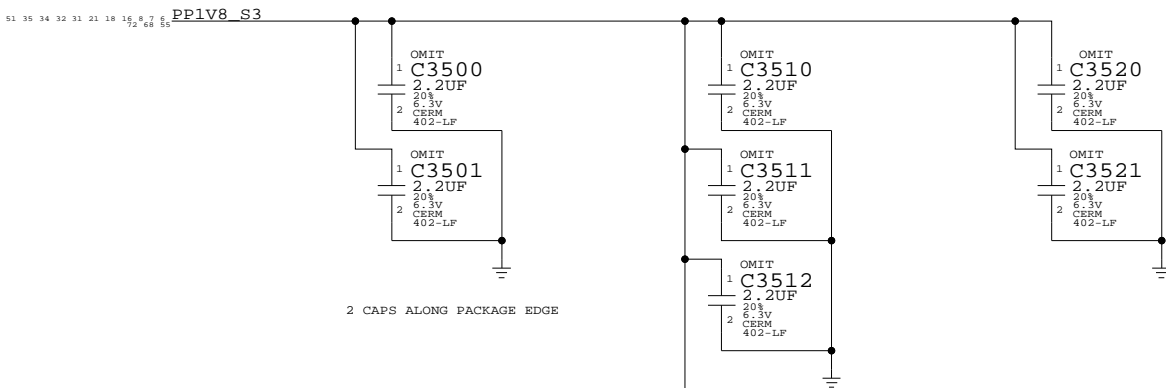 51 35 34 32 31 21 18 16 8 7 6 PP1V8_S3
72 68 55
OMIT
1 C3500
2.2UF
20%
2 6.3V
CERM
402-LF
OMIT
1 C3501
2.2UF
20%
2 6.3V
CERM
402-LF
2 CAPS ALONG PACKAGE EDGE
OMIT
1 C3510
2.2UF
20%
2 6.3V
CERM
402-LF
OMIT
1 C3511
2.2UF
20%
2 6.3V
CERM
402-LF
OMIT
1 C3512
2.2UF
20%
2 6.3V
CERM
402-LF
OMIT
1 C3520
2.2UF
20%
2 6.3V
CERM
402-LF
OMIT
1 C3521
2.2UF
20%
2 6.3V
CERM
402-LF